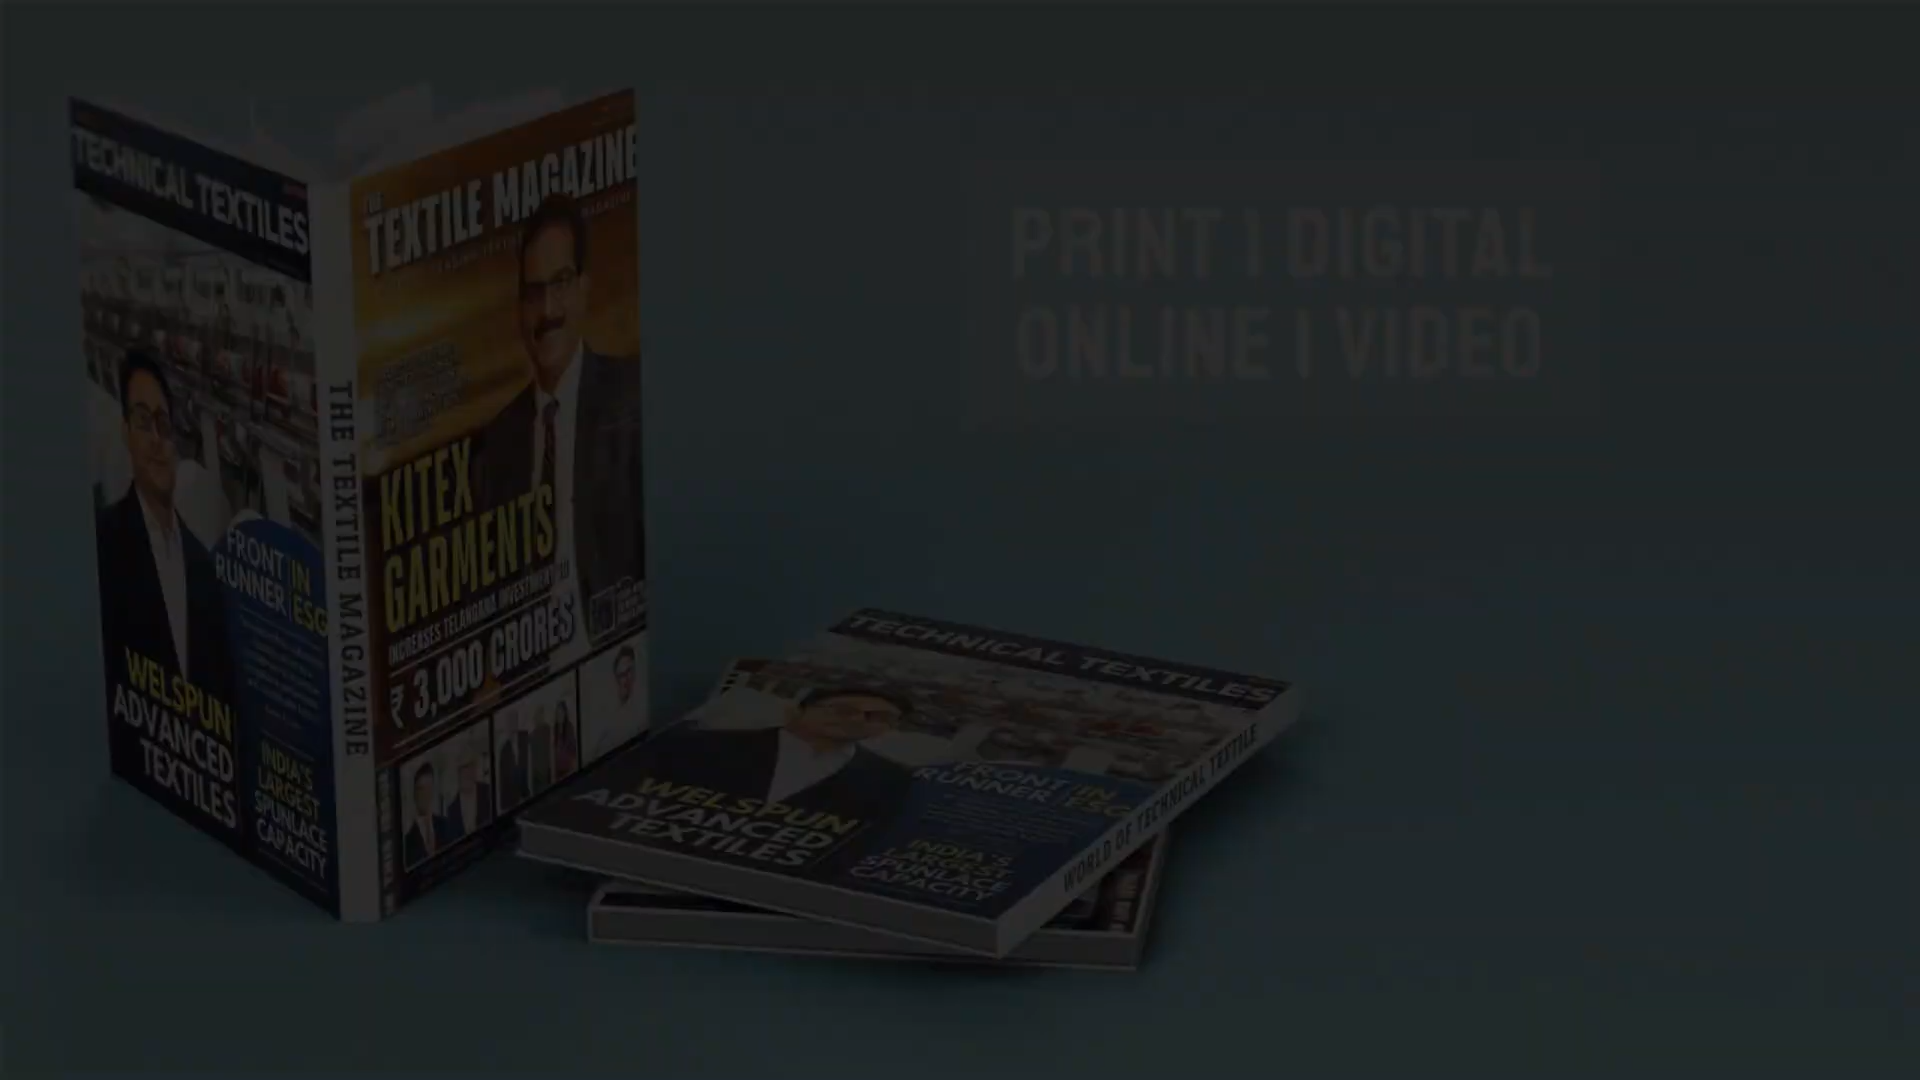 TECHNICAL TEXTILES
FRONT IN
RUNNER ESG
WELSPUN
ADVANCED
TEXTILES
INDIA'S
LARGEST
SPUNLACE
CAPACITY
THE TEXTILE MAGAZINE
THE
TEXTILE MAGAZINE
KITEX
GARMENTS
INCREASES TELANGANA INVESTMENT TO
₹ 3,000 CRORES
PRINT | DIGITAL
ONLINE | VIDEO
TECHNICAL TEXTILES
FRONT IN
RUNNER ESG
WELSPUN
ADVANCED
TEXTILES
INDIA'S
LARGEST
SPUNLACE
CAPACITY
WORLD OF TECHNICAL TEXTILE